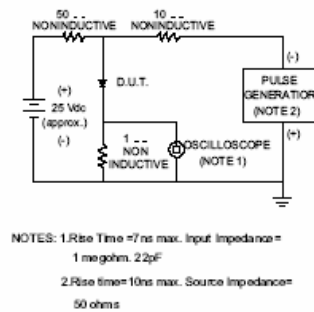 50
NONINDUCTIVE
10
NONINDUCTIVE
(-)
D.U.T.
PULSE
GENERATIOR
(NOTE 2)
(+)
25 Vdc
(approx.)
(-)
(+)
1
NON
INDUCTIVE
OSCILLOSCOPE
(NOTE 1)
NOTES: 1.Rise Time =7ns max. Input Impedance=
1 megohm. 22pF
2.Rise time=10ns max. Source Impedance=
50 ohms